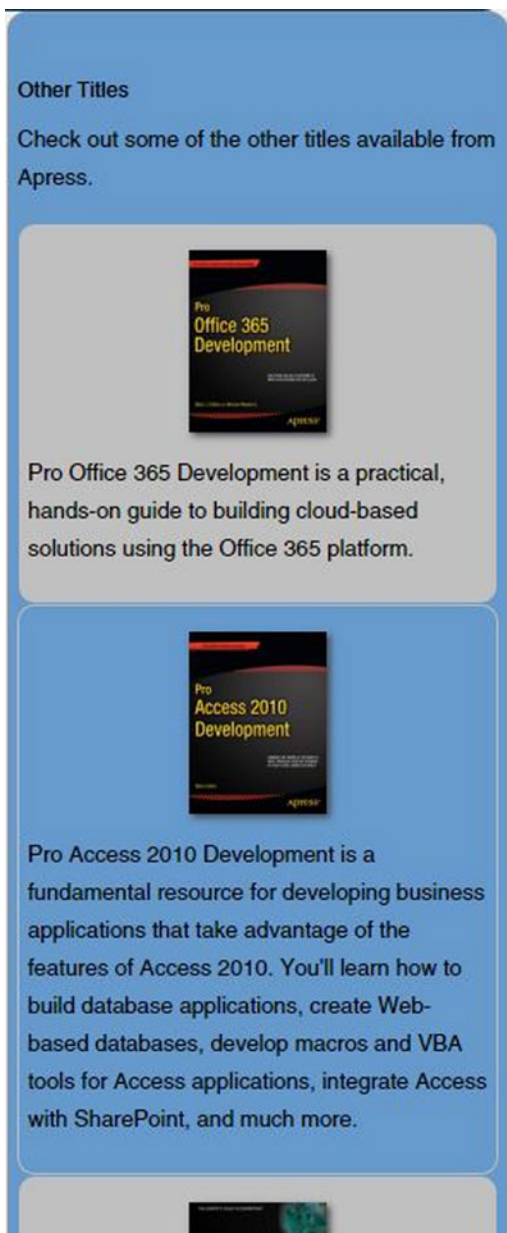 Other Titles
Check out some of the other titles available from
Apress.
Pro
Office 365
Development
Apress
Pro Office 365 Development is a practical,
hands-on guide to building cloud-based
solutions using the Office 365 platform.
Pro
Access 2010
Development
Apress
Pro Access 2010 Development is a
fundamental resource for developing business
applications that take advantage of the
features of Access 2010. You'll learn how to
build database applications, create Web-
based databases, develop macros and VBA
tools for Access applications, integrate Access
with SharePoint, and much more.